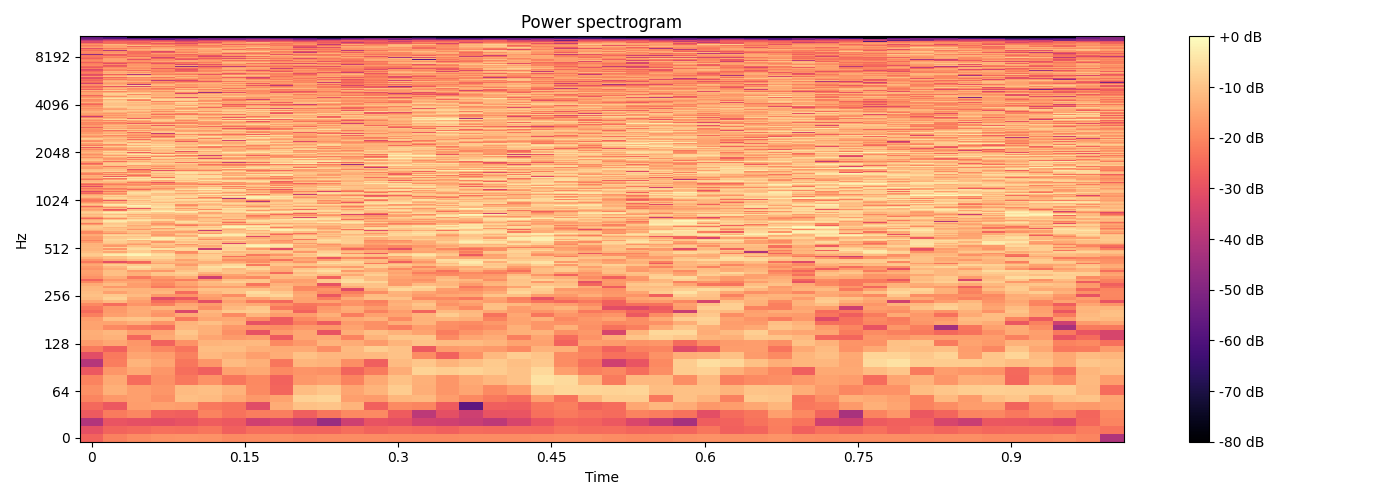 Power spectrogram
Hz
8192
4096
2048
1024
512
256
128
64
0
0 0.15 0.3 0.45 0.6 0.75 0.9
Time
+0 dB
-10 dB
-20 dB
-30 dB
-40 dB
-50 dB
-60 dB
-70 dB
-80 dB